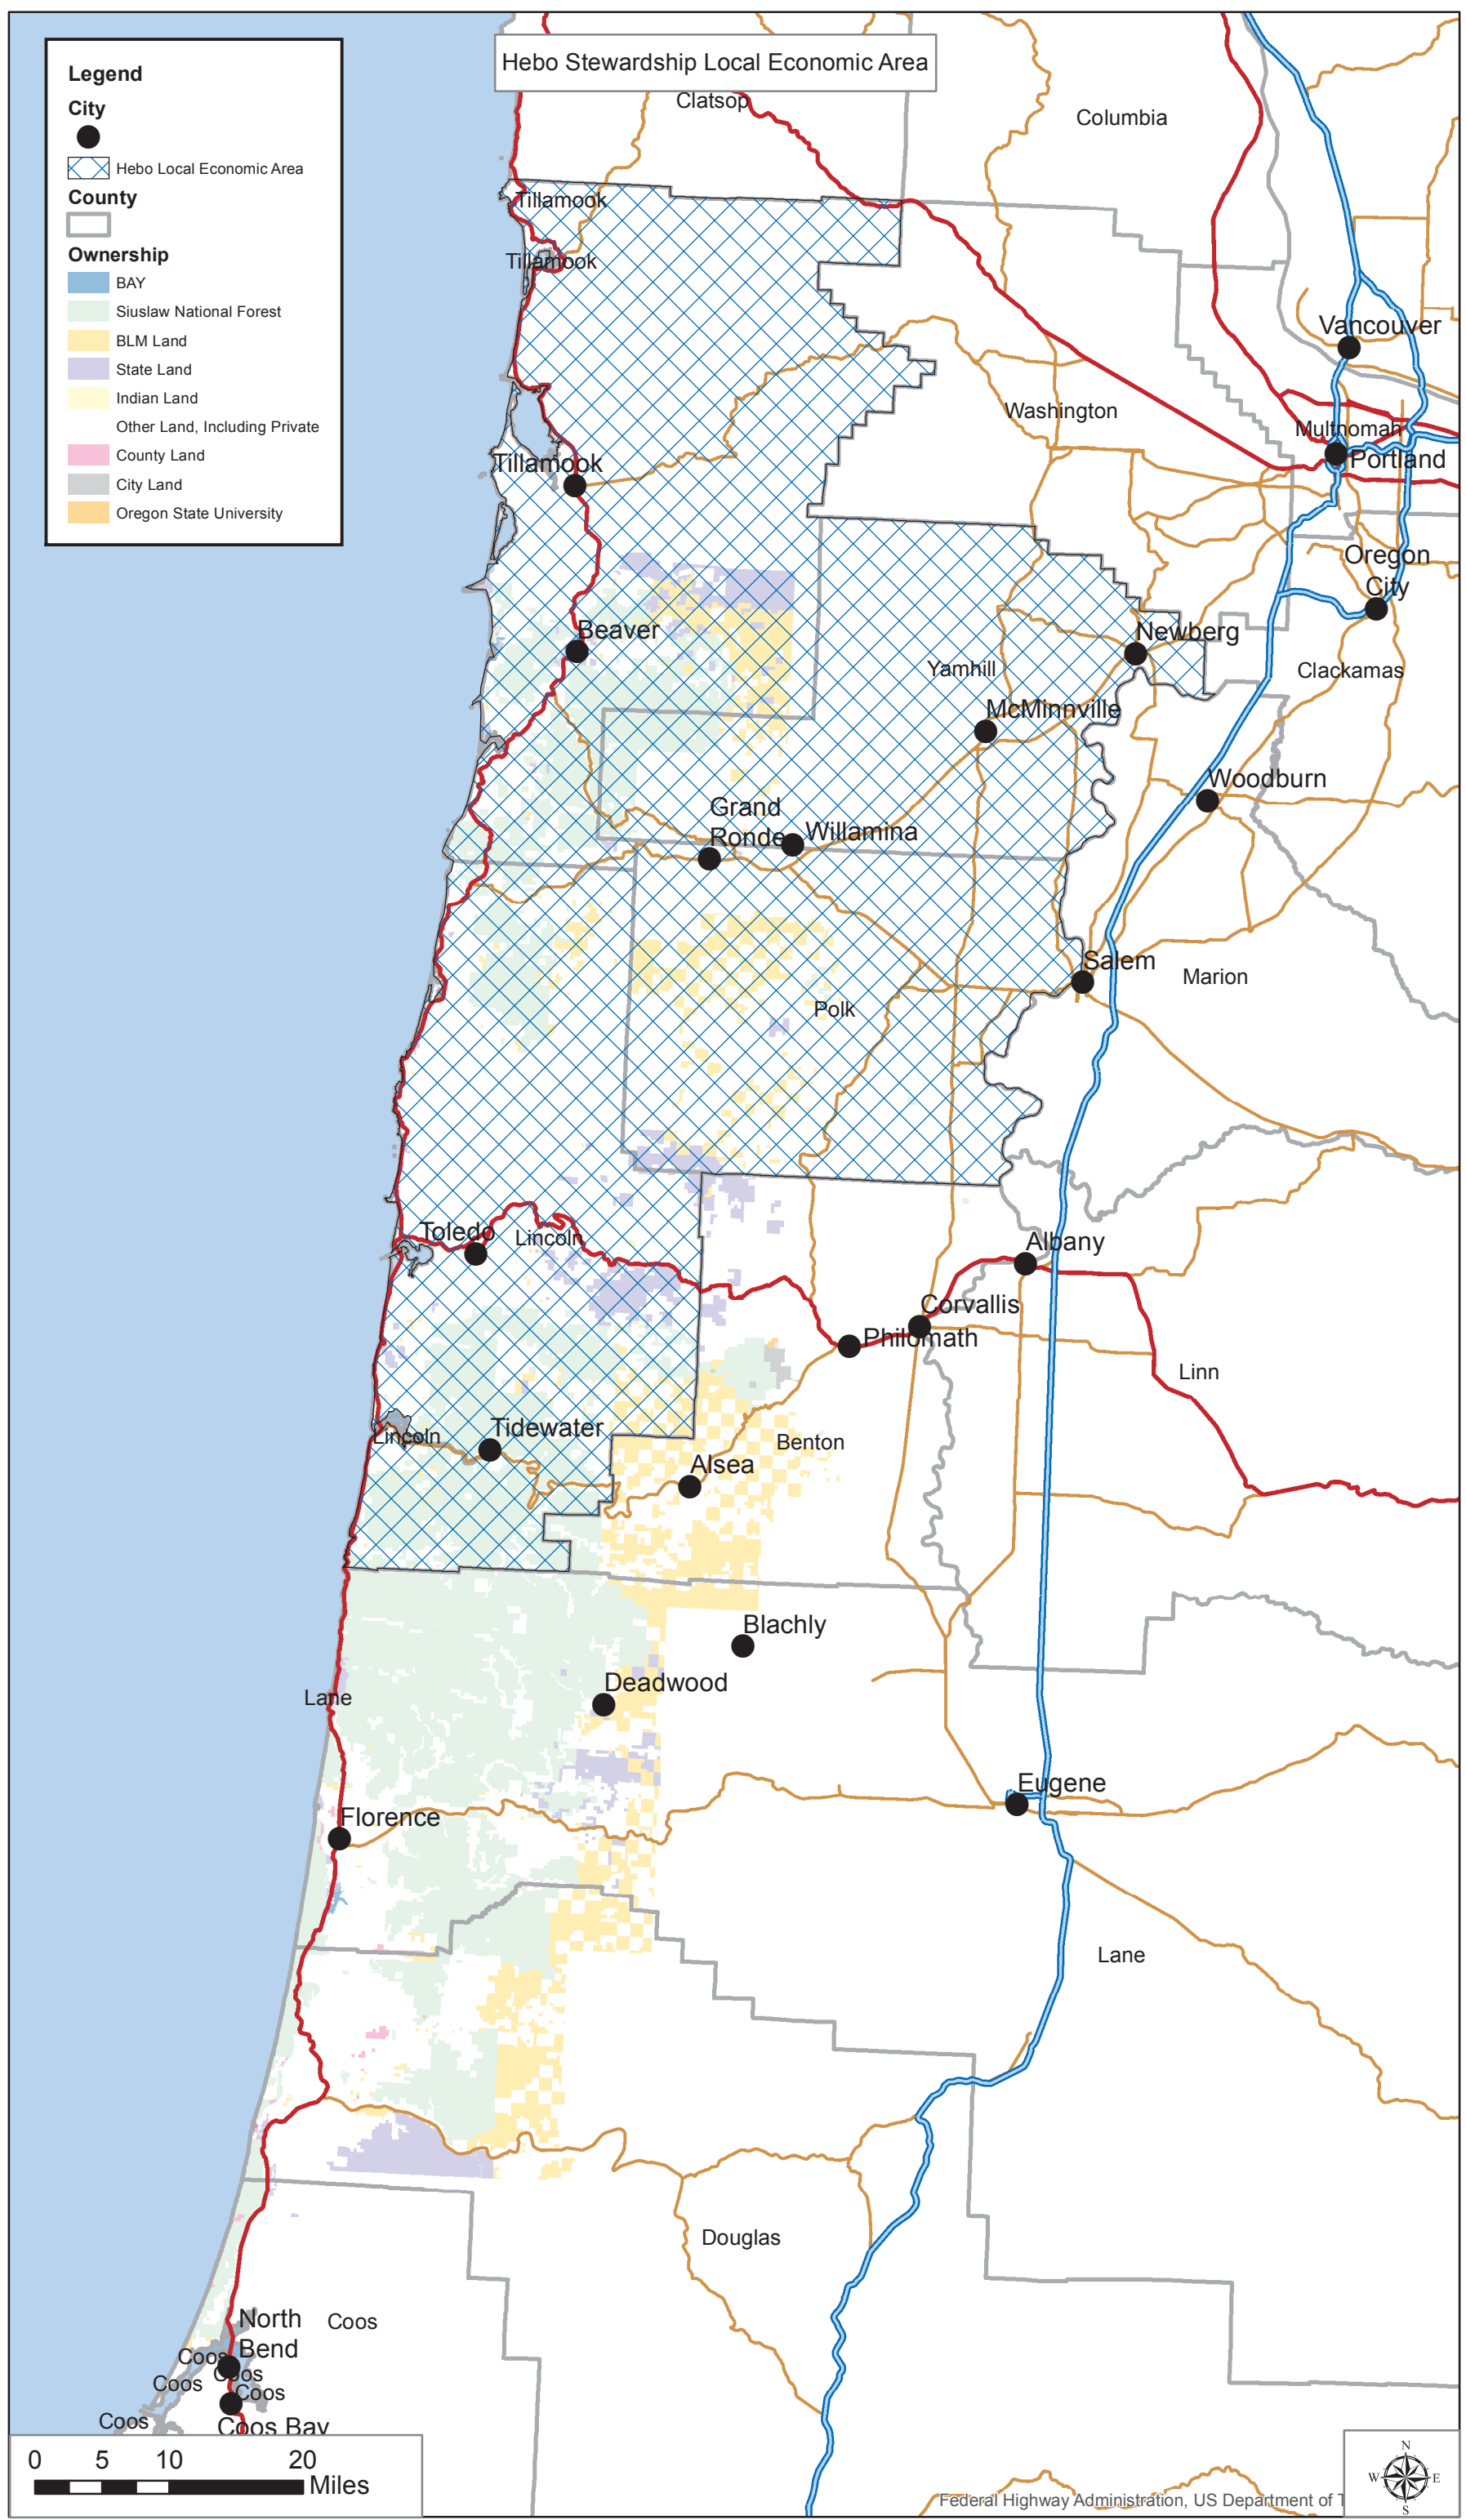 Hebo Stewardship Local Economic Area
Legend
City
Hebo Local Economic Area
County
Ownership
BAY
Siuslaw National Forest
BLM Land
State Land
Indian Land
Other Land, Including Private
County Land
City Land
Oregon State University
Clatsop
Columbia
Tillamook
Tillamook
Vancouver
Washington
Multnomah
Portland
Tillamook
Oregon
City
Beaver
Newberg
Yamhill
Clackamas
McMinnville
Woodburn
Grand
Ronde
Willamina
Salem
Marion
Polk
Toledo
Lincoln
Albany
Corvallis
Philomath
Linn
Tidewater
Lincoln
Benton
Alsea
Blachly
Deadwood
Lane
Eugene
Florence
Lane
Douglas
North
Bend
Coos
Coos
Coos
Coos
Coos
Coos
Coos Bay
0 5 10 20
Miles
N
W E
S
Federal Highway Administration, US Department of T